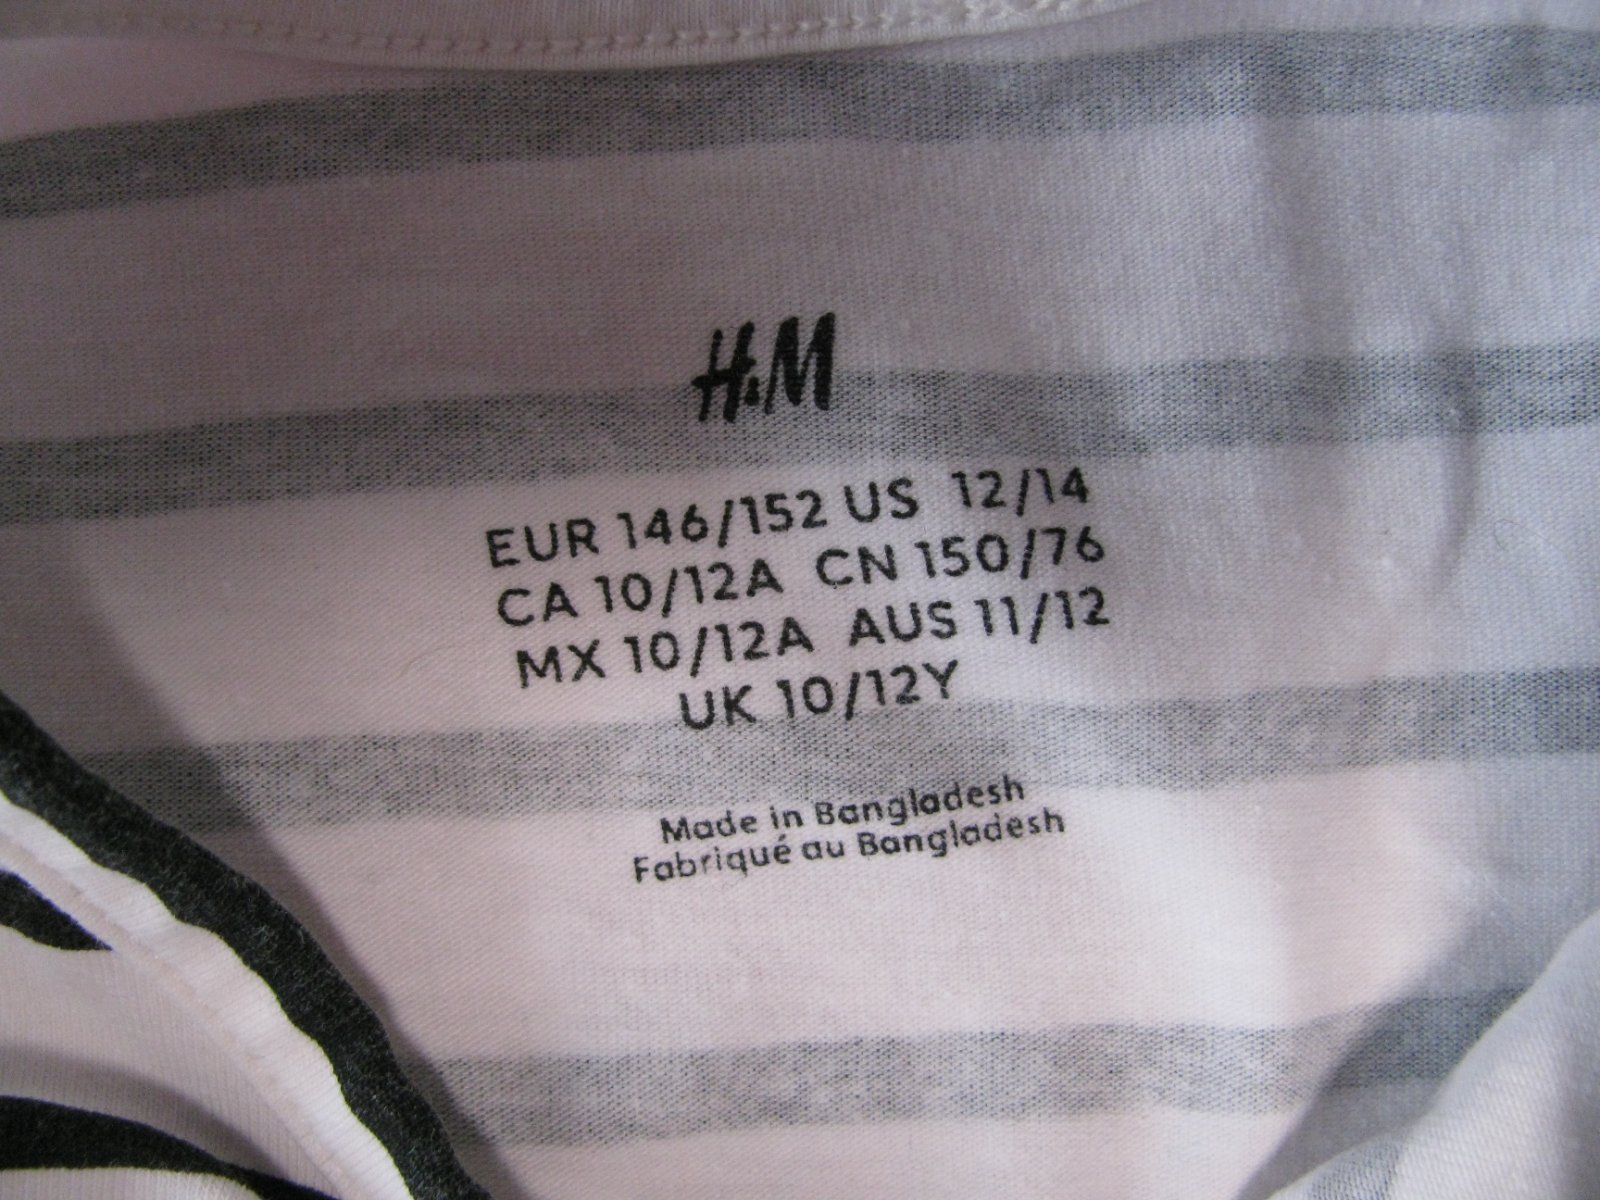 H&M
EUR 146/152 US 12/14
CA 10/12A CN 150/76
MX 10/12A AUS 11/12
UK 10/12Y
Made in Bangladesh
Fabriqué au Bangladesh